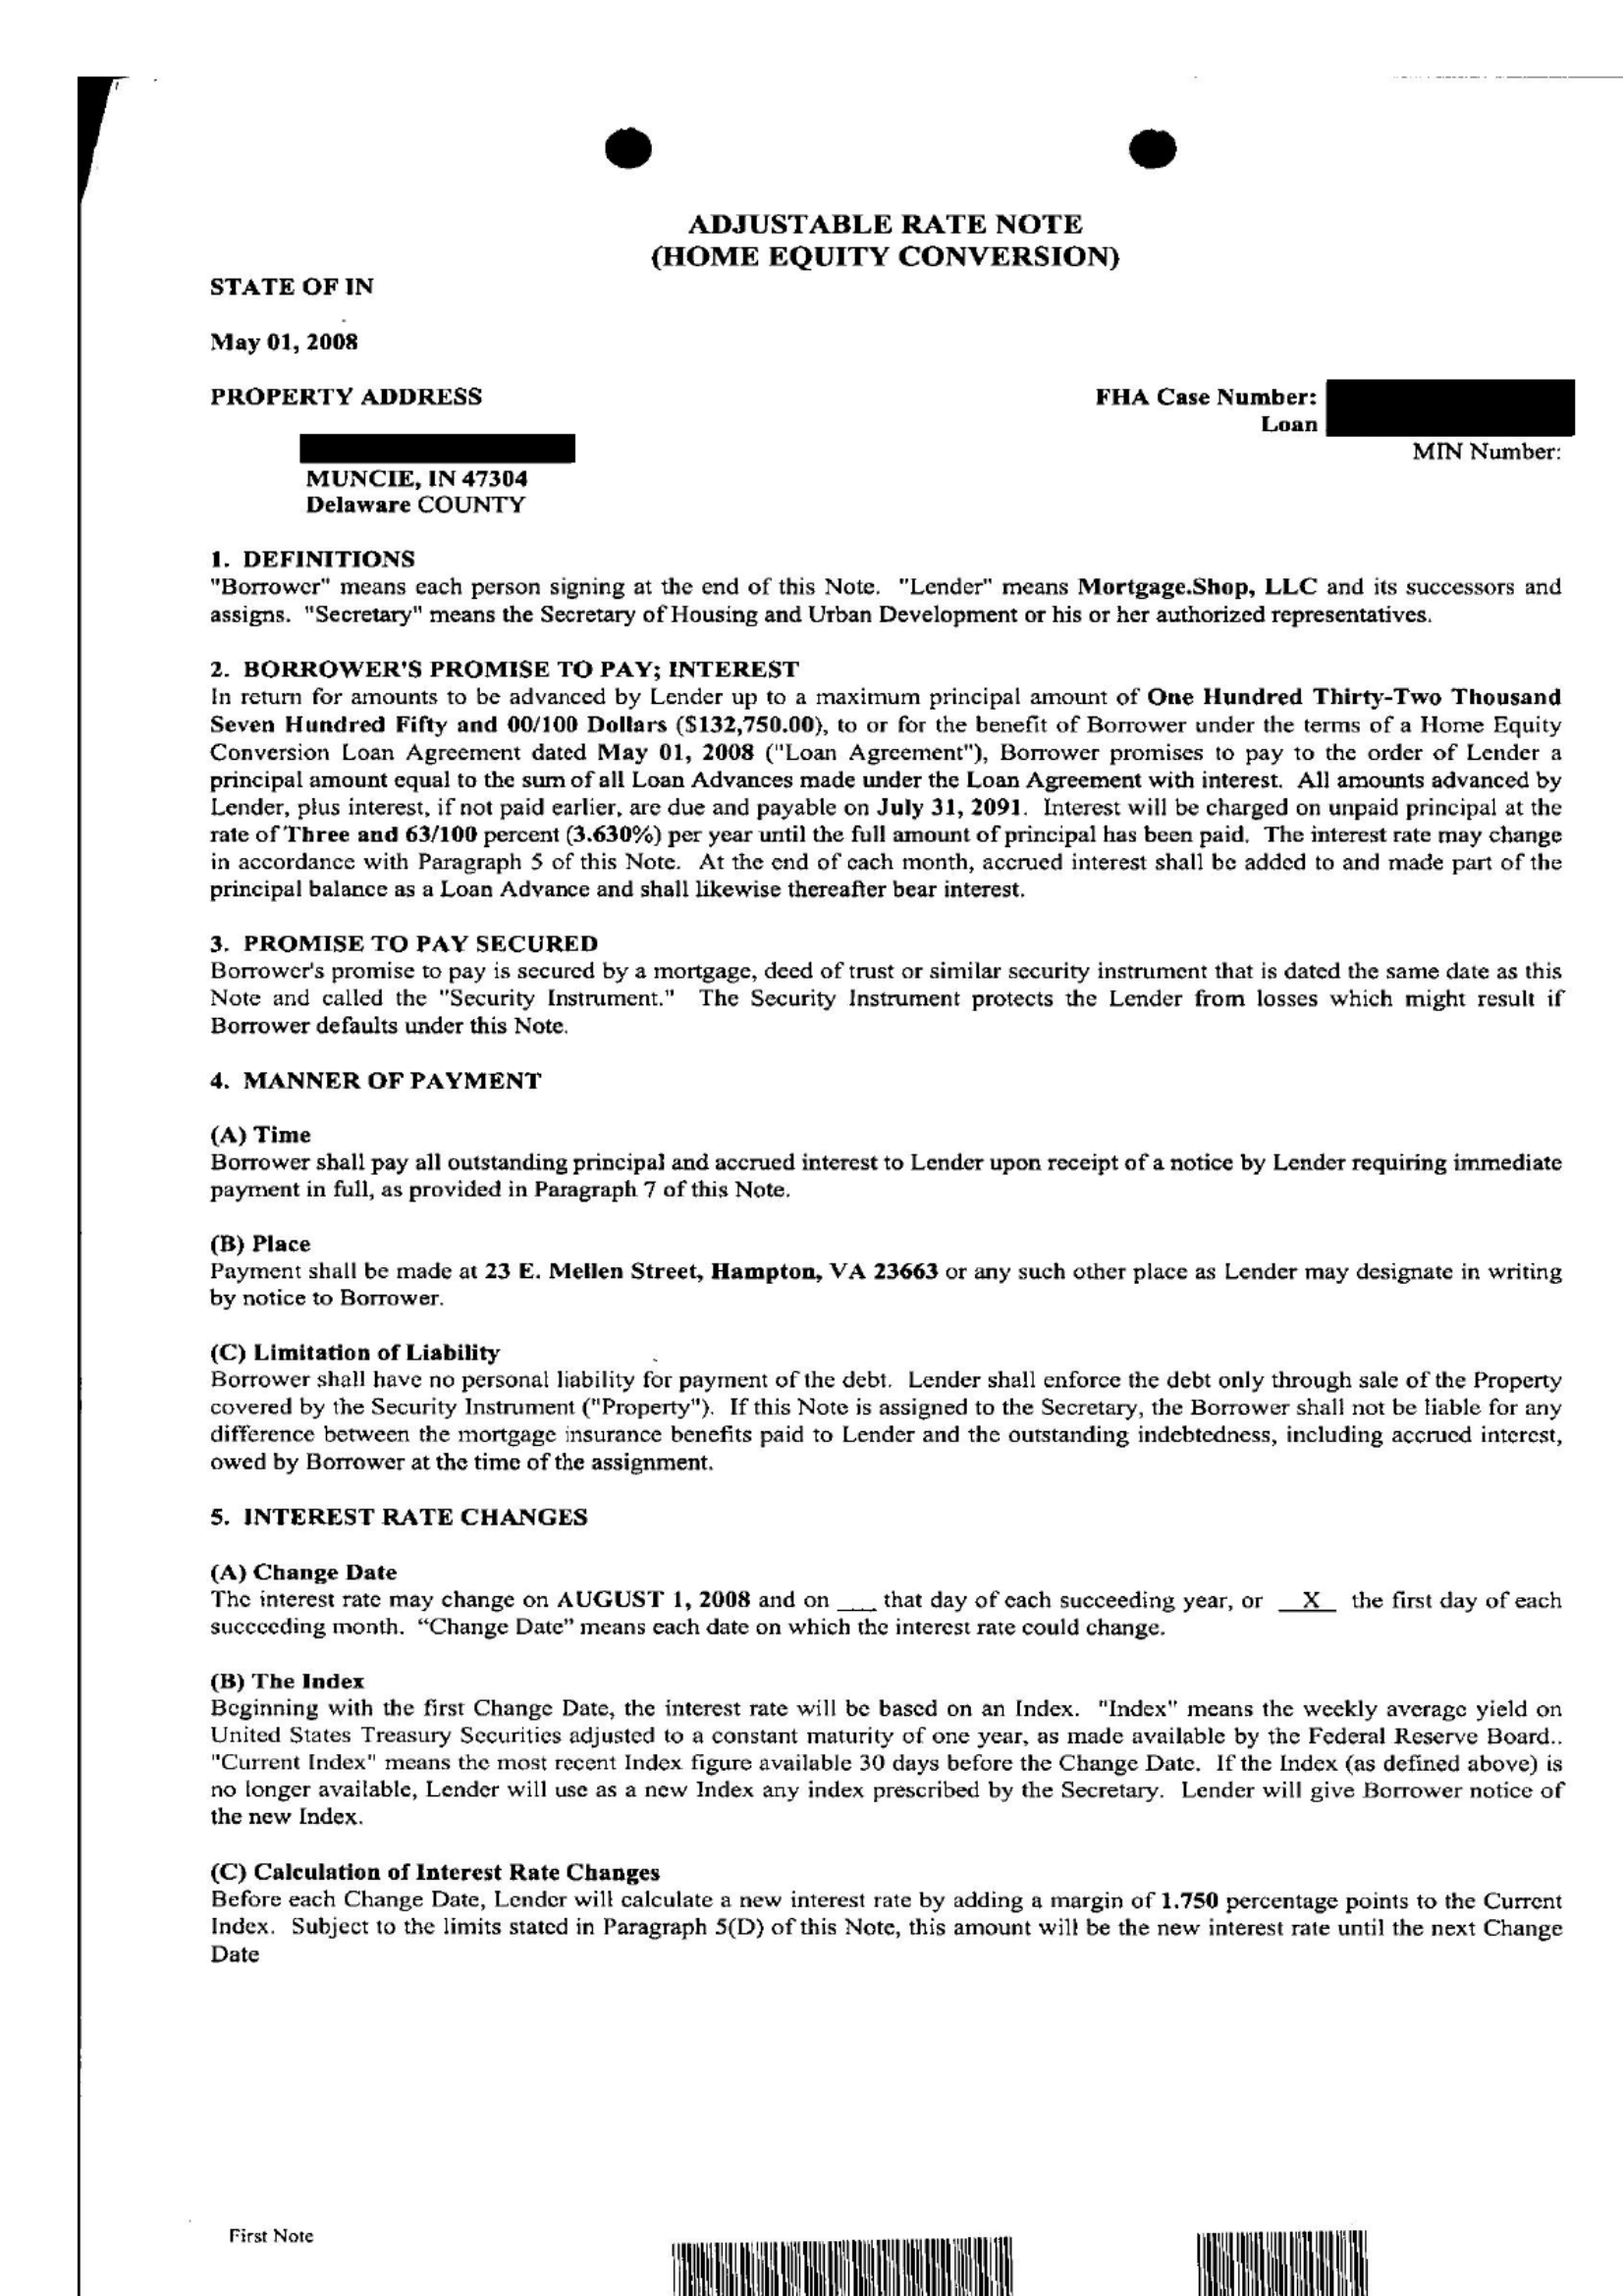 ADJUSTABLE RATE NOTE
(HOME EQUITY CONVERSION)
STATE OF IN
May 01, 2008
PROPERTY ADDRESS
FHA Case Number:
Loan
MIN Number:
MUNCIE, IN 47304
Delaware COUNTY
1. DEFINITIONS
"Borrower" means each person signing at the end of this Note. "Lender" means Mortgage.Shop, LLC and its successors and
assigns. "Secretary" means the Secretary of Housing and Urban Development or his or her authorized representatives.
2. BORROWER'S PROMISE TO PAY; INTEREST
In return for amounts to be advanced by Lender up to a maximum principal amount of One Hundred Thirty-Two Thousand
Seven Hundred Fifty and 00/100 Dollars ($132,750.00), to or for the benefit of Borrower under the terms of a Home Equity
Conversion Loan Agreement dated May 01, 2008 ("Loan Agreement"), Borrower promises to pay to the order of Lender a
principal amount equal to the sum of all Loan Advances made under the Loan Agreement with interest. All amounts advanced by
Lender, plus interest, if not paid earlier, are due and payable on July 31, 2091. Interest will be charged on unpaid principal at the
rate of Three and 63/100 percent (3.630%) per year until the full amount of principal has been paid. The interest rate may change
in accordance with Paragraph 5 of this Note. At the end of each month, accrued interest shall be added to and made part of the
principal balance as a Loan Advance and shall likewise thereafter bear interest.
3. PROMISE TO PAY SECURED
Borrower's promise to pay is secured by a mortgage, deed of trust or similar security instrument that is dated the same date as this
Note and called the "Security Instrument." The Security Instrument protects the Lender from losses which might result if
Borrower defaults under this Note.
4. MANNER OF PAYMENT
(A) Time
Borrower shall pay all outstanding principal and accrued interest to Lender upon receipt of a notice by Lender requiring immediate
payment in full, as provided in Paragraph 7 of this Note.
(B) Place
Payment shall be made at 23 E. Mellen Street, Hampton, VA 23663 or any such other place as Lender may designate in writing
by notice to Borrower.
(C) Limitation of Liability
Borrower shall have no personal liability for payment of the debt. Lender shall enforce the debt only through sale of the Property
covered by the Security Instrument ("Property"). If this Note is assigned to the Secretary, the Borrower shall not be liable for any
difference between the mortgage insurance benefits paid to Lender and the outstanding indebtedness, including accrued interest,
owed by Borrower at the time of the assignment.
5. INTEREST RATE CHANGES
(A) Change Date
The interest rate may change on AUGUST 1, 2008 and on ___ that day of each succeeding year, or __X__ the first day of each
succeeding month. “Change Date” means each date on which the interest rate could change.
(B) The Index
Beginning with the first Change Date, the interest rate will be based on an Index. "Index" means the weekly average yield on
United States Treasury Securities adjusted to a constant maturity of one year, as made available by the Federal Reserve Board..
"Current Index" means the most recent Index figure available 30 days before the Change Date. If the Index (as defined above) is
no longer available, Lender will use as a new Index any index prescribed by the Secretary. Lender will give Borrower notice of
the new Index.
(C) Calculation of Interest Rate Changes
Before each Change Date, Lender will calculate a new interest rate by adding a margin of 1.750 percentage points to the Current
Index. Subject to the limits stated in Paragraph 5(D) of this Note, this amount will be the new interest rate until the next Change
Date
First Note